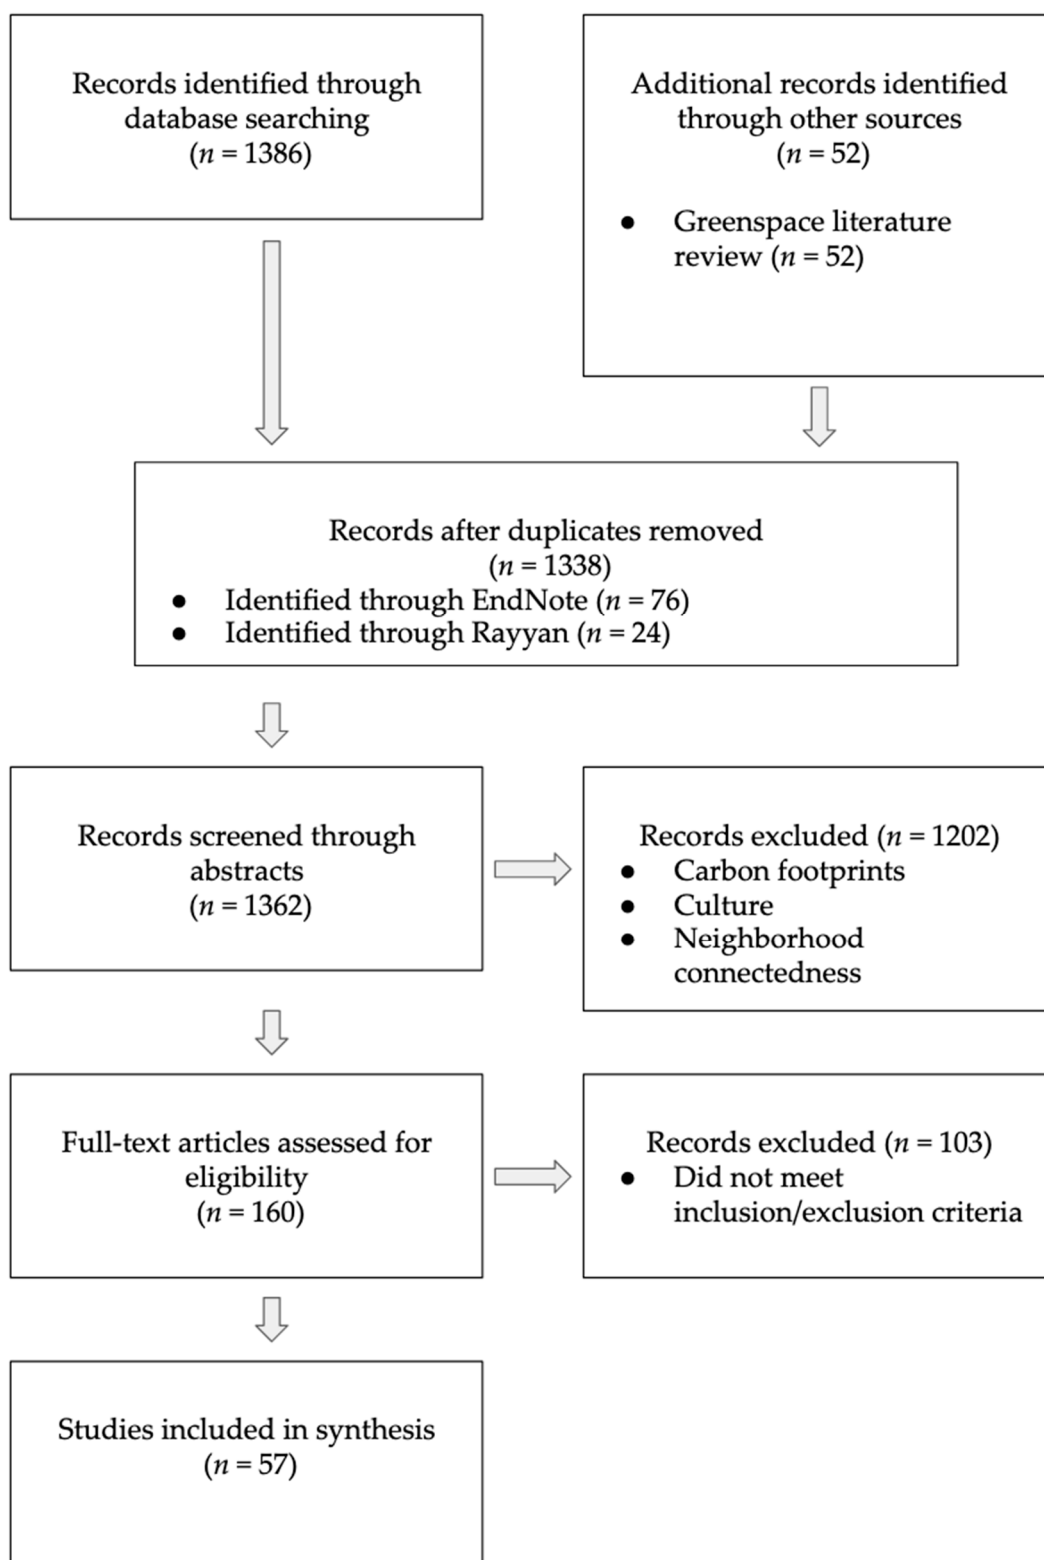 Records identified through
database searching
(n = 1386)
Additional records identified
through other sources
(n = 52)
● Greenspace literature
review (n = 52)
Records after duplicates removed
(n = 1338)
● Identified through EndNote (n = 76)
● Identified through Rayyan (n = 24)
Records screened through
abstracts
(n = 1362)
Records excluded (n = 1202)
● Carbon footprints
● Culture
● Neighborhood
connectedness
Full-text articles assessed for
eligibility
(n = 160)
Records excluded (n = 103)
● Did not meet
inclusion/exclusion criteria
Studies included in synthesis
(n = 57)